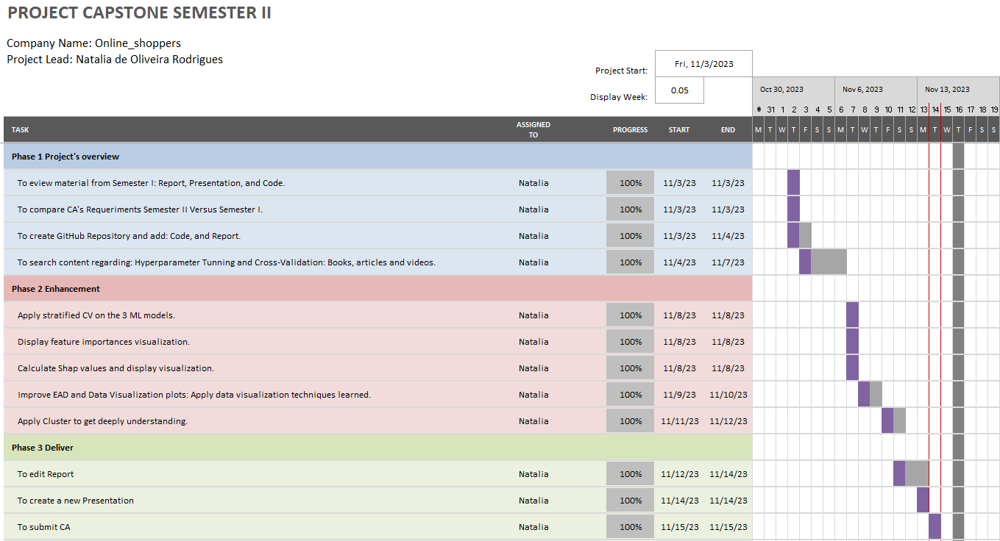 PROJECT CAPSTONE SEMESTER II
Company Name: Online_shoppers
Project Lead: Natalia de Oliveira Rodrigues
Project Start: Fri, 11/3/2023
Display Week: 0.05
Oct 30, 2023 Nov 6, 2023 Nov 13, 2023
# 31 1 2 3 4 5 6 7 8 9 10 11 12 13 14 15 16 17 18 19
TASK ASSIGNED TO PROGRESS START END M T W T F S S M T W T F S S M T W T F S S
Phase 1 Project's overview
To eview material from Semester I: Report, Presentation, and Code. Natalia 100% 11/3/23 11/3/23
To compare CA's Requeriments Semester II Versus Semester I. Natalia 100% 11/3/23 11/3/23
To create GitHub Repository and add: Code, and Report. Natalia 100% 11/3/23 11/4/23
To search content regarding: Hyperparameter Tunning and Cross-Validation: Books, articles and videos. Natalia 100% 11/4/23 11/7/23
Phase 2 Enhancement
Apply stratified CV on the 3 ML models. Natalia 100% 11/8/23 11/8/23
Display feature importances visualization. Natalia 100% 11/8/23 11/8/23
Calculate Shap values and display visualization. Natalia 100% 11/8/23 11/8/23
Improve EAD and Data Visualization plots: Apply data visualization techniques learned. Natalia 100% 11/9/23 11/10/23
Apply Cluster to get deeply understanding. Natalia 100% 11/11/23 11/12/23
Phase 3 Deliver
To edit Report Natalia 100% 11/12/23 11/14/23
To create a new Presentation Natalia 100% 11/14/23 11/14/23
To submit CA Natalia 100% 11/15/23 11/15/23